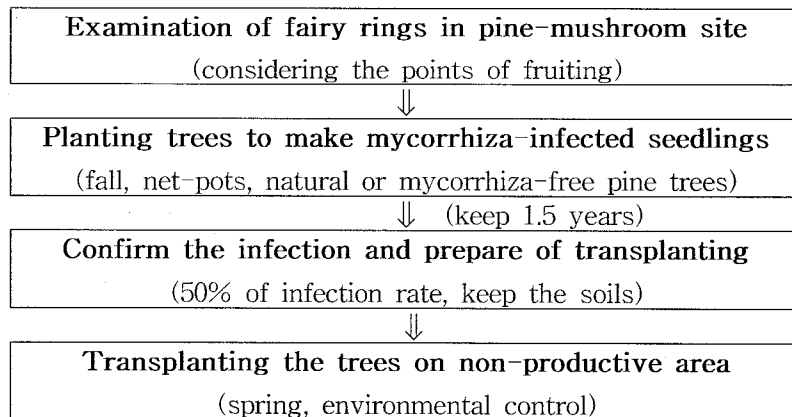 Examination of fairy rings in pine-mushroom site
(considering the points of fruiting)
⇓
Planting trees to make mycorrhiza-infected seedlings
(fall, net-pots, natural or mycorrhiza-free pine trees)
⇓ (keep 1.5 years)
Confirm the infection and prepare of transplanting
(50% of infection rate, keep the soils)
⇓
Transplanting the trees on non-productive area
(spring, environmental control)